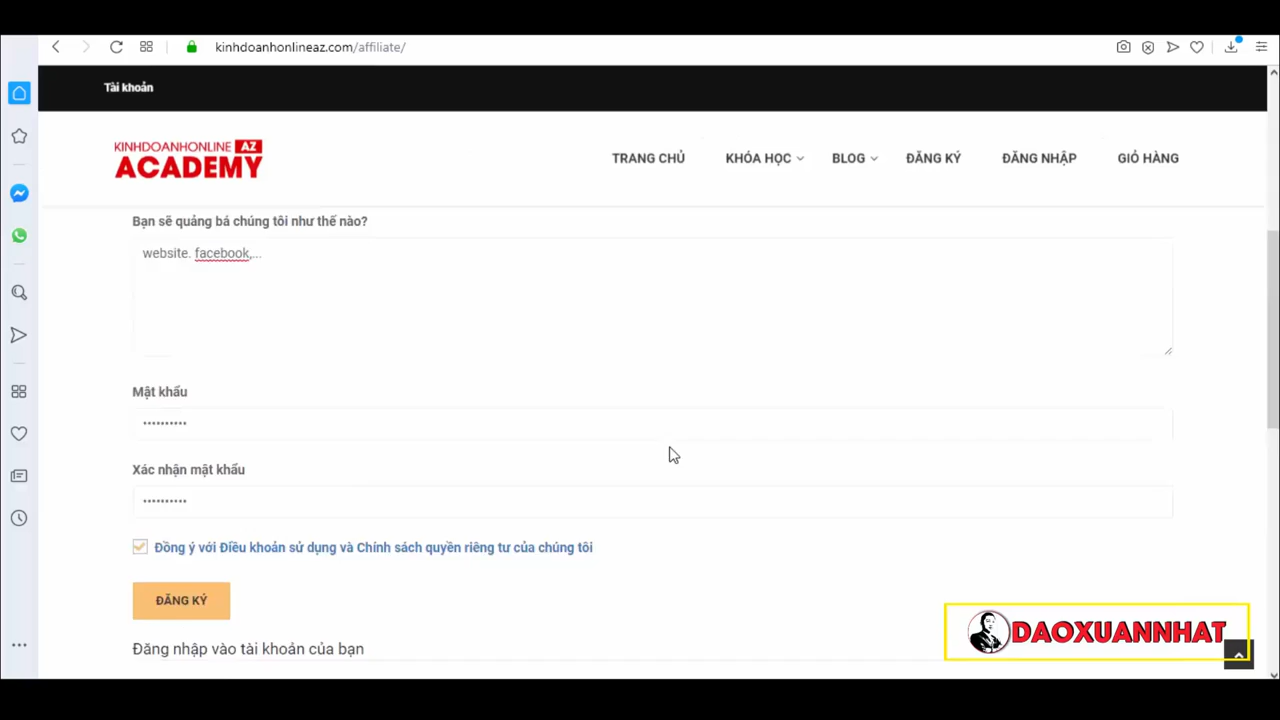 kinhdoanhonlineaz.com/affiliate/
Tài khoản
KINHDOANHONLINE AZ
ACADEMY
TRANG CHỦ KHÓA HỌC BLOG ĐĂNG KÝ ĐĂNG NHẬP GIỎ HÀNG
Bạn sẽ quảng bá chúng tôi như thế nào?
website. facebook,...
Mật khẩu
••••••••••
Xác nhận mật khẩu
••••••••••
Đồng ý với Điều khoản sử dụng và Chính sách quyền riêng tư của chúng tôi
ĐĂNG KÝ
DAOXUANNHAT
Đăng nhập vào tài khoản của bạn